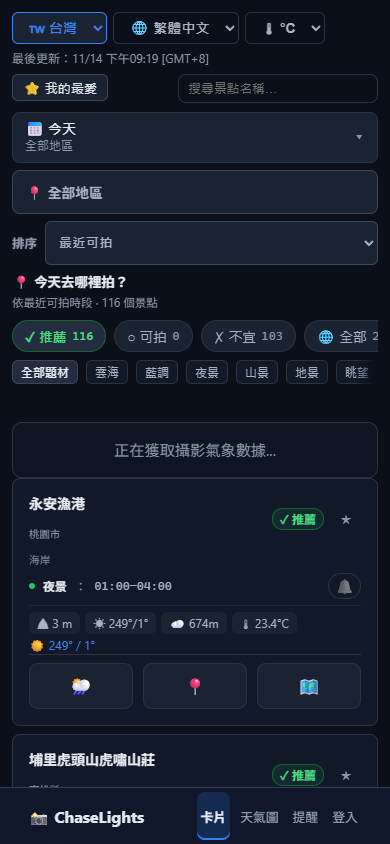 TW 台灣 繁體中文 °C
最後更新：11/14 下午09:19 [GMT+8]
我的最愛 搜尋景點名稱...
今天
全部地區
全部地區
排序 最近可拍
今天去哪裡拍？
依最近可拍時段 · 116 個景點
✓ 推薦 116 ○ 可拍 0 ✗ 不宜 103 全部 2
全部題材 雲海 藍調 夜景 山景 地景 眺望
正在獲取攝影氣象數據...
永安漁港
✓ 推薦 ★
桃園市
海岸
夜景 : 01:00—04:00
3 m 249°/1° 674m 23.4°C
249° / 1°
埔里虎頭山虎嘯山莊
✓ 推薦 ★
ChaseLights 卡片 天氣圖 提醒 登入